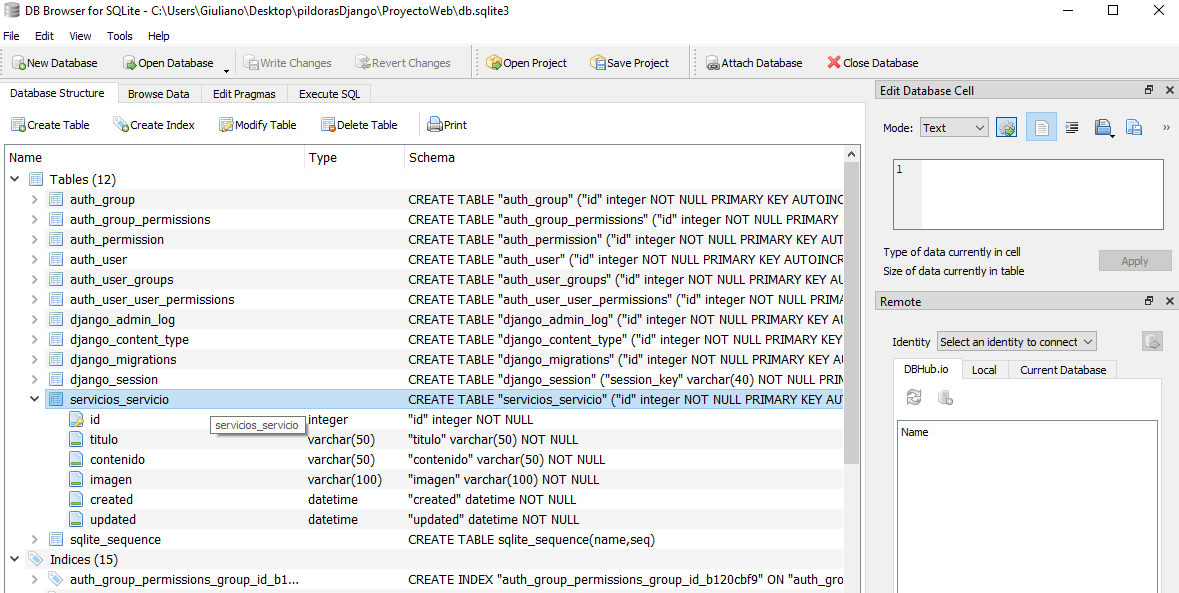 DB Browser for SQLite - C:\Users\Giuliano\Desktop\pildorasDjango\ProyectoWeb\db.sqlite3
File Edit View Tools Help
New Database Open Database Write Changes Revert Changes Open Project Save Project Attach Database Close Database
Database Structure Browse Data Edit Pragmas Execute SQL
Create Table Create Index Modify Table Delete Table Print
Name Type Schema
Tables (12)
auth_group CREATE TABLE "auth_group" ("id" integer NOT NULL PRIMARY KEY AUTOINC
auth_group_permissions CREATE TABLE "auth_group_permissions" ("id" integer NOT NULL PRIMARY
auth_permission CREATE TABLE "auth_permission" ("id" integer NOT NULL PRIMARY KEY AUT
auth_user CREATE TABLE "auth_user" ("id" integer NOT NULL PRIMARY KEY AUTOINCR
auth_user_groups CREATE TABLE "auth_user_groups" ("id" integer NOT NULL PRIMARY KEY A
auth_user_user_permissions CREATE TABLE "auth_user_user_permissions" ("id" integer NOT NULL PRIMA
django_admin_log CREATE TABLE "django_admin_log" ("id" integer NOT NULL PRIMARY KEY A
django_content_type CREATE TABLE "django_content_type" ("id" integer NOT NULL PRIMARY KEY
django_migrations CREATE TABLE "django_migrations" ("id" integer NOT NULL PRIMARY KEY A
django_session CREATE TABLE "django_session" ("session_key" varchar(40) NOT NULL PRIM
servicios_servicio CREATE TABLE "servicios_servicio" ("id" integer NOT NULL PRIMARY KEY AU
id integer "id" integer NOT NULL
servicios_servicio
titulo varchar(50) "titulo" varchar(50) NOT NULL
contenido varchar(50) "contenido" varchar(50) NOT NULL
imagen varchar(100) "imagen" varchar(100) NOT NULL
created datetime "created" datetime NOT NULL
updated datetime "updated" datetime NOT NULL
sqlite_sequence CREATE TABLE sqlite_sequence(name,seq)
Indices (15)
auth_group_permissions_group_id_b1... CREATE INDEX "auth_group_permissions_group_id_b120cbf9" ON "auth_gro
Edit Database Cell
Mode: Text »
1
Type of data currently in cell
Size of data currently in table
Apply
Remote
Identity Select an identity to connect
DBHub.io Local Current Database
Name